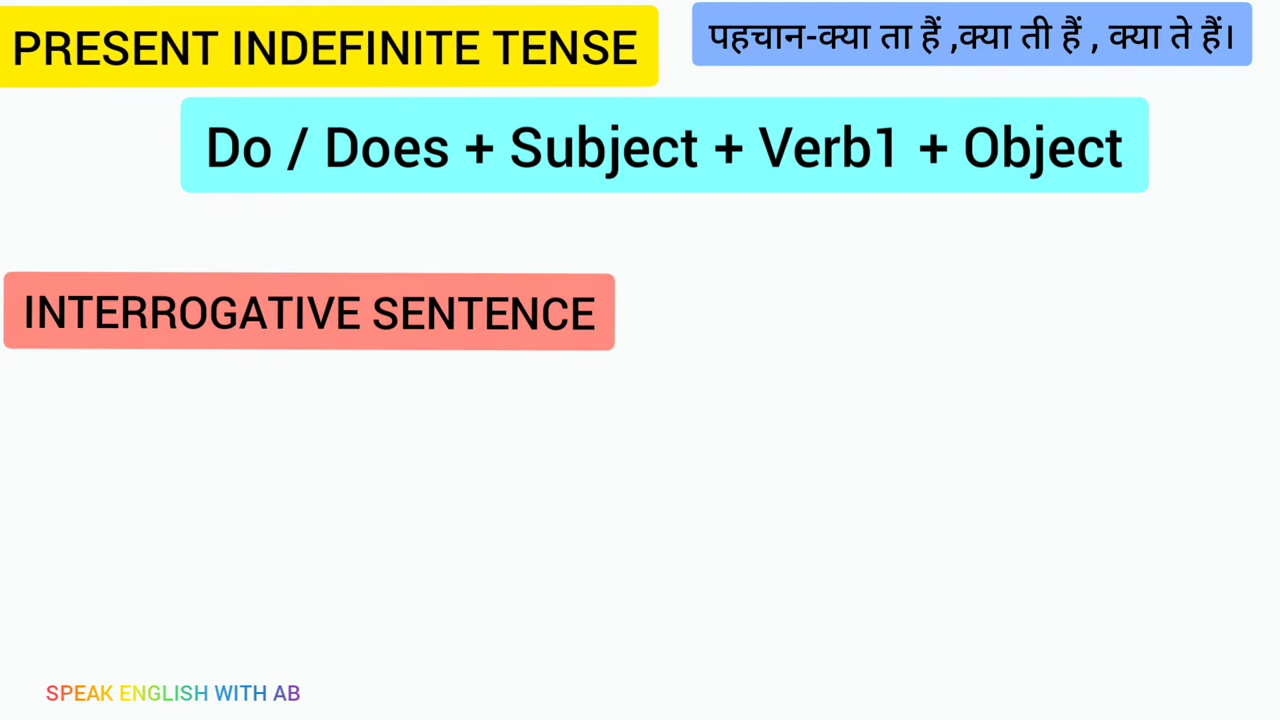 PRESENT INDEFINITE TENSE
पहचान-क्या ता हैं ,क्या ती हैं , क्या ते हैं।
Do / Does + Subject + Verb1 + Object
INTERROGATIVE SENTENCE
SPEAK ENGLISH WITH AB